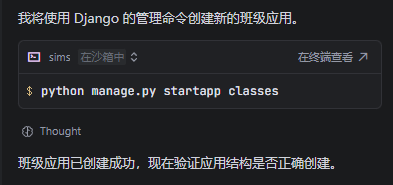 我将使用 Django 的管理命令创建新的班级应用。
sims 在沙箱中 在终端查看 ↗
$ python manage.py startapp classes
Thought
班级应用已创建成功，现在验证应用结构是否正确创建。